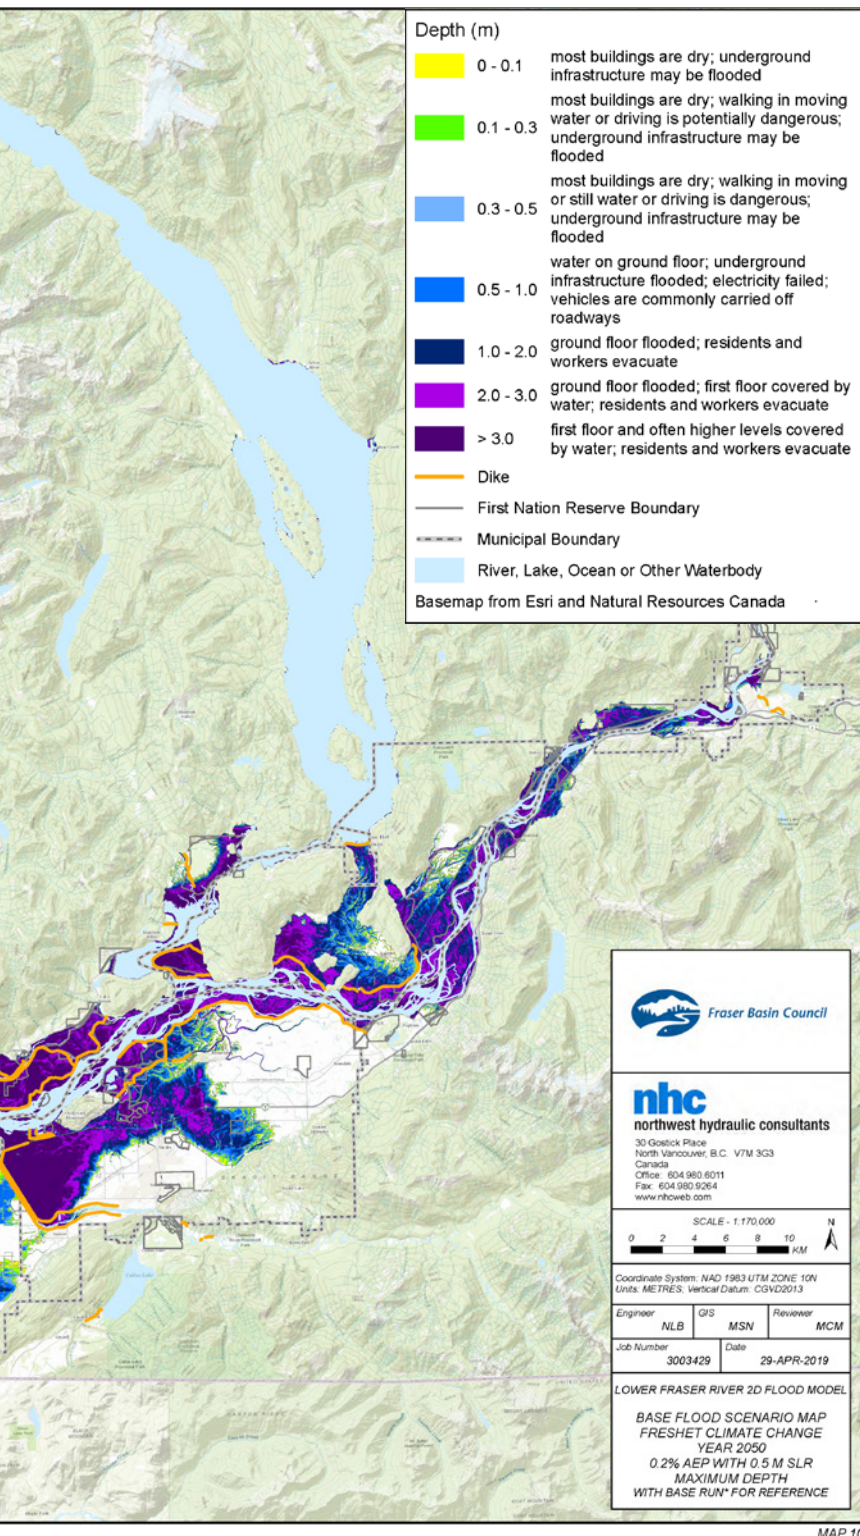 Depth (m)
0 - 0.1 most buildings are dry; underground
infrastructure may be flooded
0.1 - 0.3 most buildings are dry; walking in moving
water or driving is potentially dangerous;
underground infrastructure may be
flooded
0.3 - 0.5 most buildings are dry; walking in moving
or still water or driving is dangerous;
underground infrastructure may be
flooded
0.5 - 1.0 water on ground floor; underground
infrastructure flooded; electricity failed;
vehicles are commonly carried off
roadways
1.0 - 2.0 ground floor flooded; residents and
workers evacuate
2.0 - 3.0 ground floor flooded; first floor covered by
water; residents and workers evacuate
> 3.0 first floor and often higher levels covered
by water; residents and workers evacuate
Dike
First Nation Reserve Boundary
Municipal Boundary
River, Lake, Ocean or Other Waterbody
Basemap from Esri and Natural Resources Canada
Fraser Basin Council
nhc
northwest hydraulic consultants
30 Gostick Place
North Vancouver, B.C. V7M 3G3
Canada
Office: 604.980.6011
Fax: 604.980.9264
www.nhcweb.com
SCALE - 1:170,000
N
0 2 4 6 8 10
KM
Coordinate System: NAD 1983 UTM ZONE 10N
Units: METRES; Vertical Datum: CGVD2013
Engineer GIS Reviewer
NLB MSN MCM
Job Number Date
3003429 29-APR-2019
LOWER FRASER RIVER 2D FLOOD MODEL
BASE FLOOD SCENARIO MAP
FRESHET CLIMATE CHANGE
YEAR 2050
0.2% AEP WITH 0.5 M SLR
MAXIMUM DEPTH
WITH BASE RUN* FOR REFERENCE